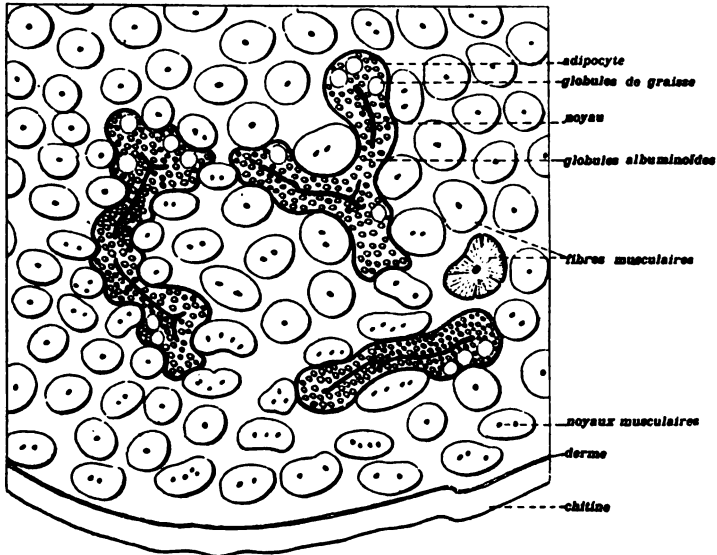 adipocyte
globules de graisse
noyau
globules albuminoïdes
fibres musculaires
noyaux musculaires
derme
chitine